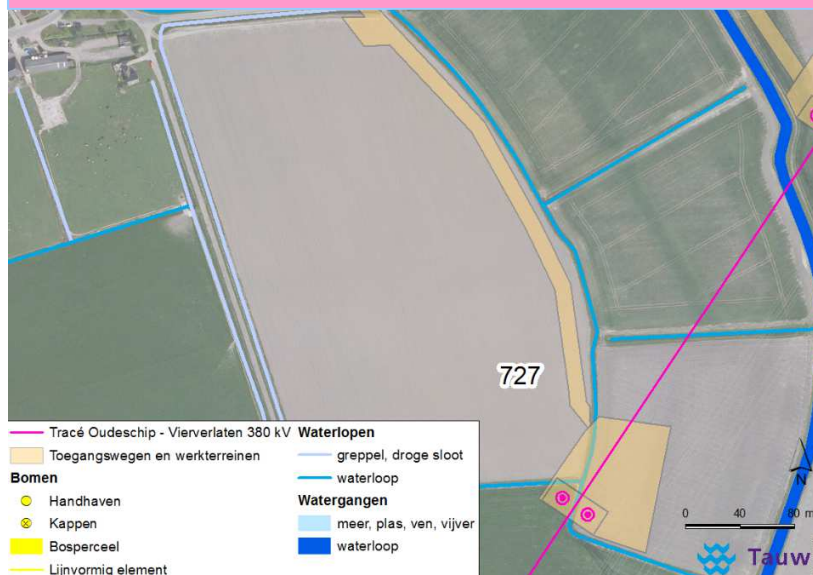 727
Tracé Oudeschip - Vierverlaten 380 kV
Toegangswegen en werkterreinen
Bomen
Handhaven
Kappen
Bosperceel
Lijnvormig element
Waterlopen
greppel, droge sloot
waterloop
Watergangen
meer, plas, ven, vijver
waterloop
N
0 40 80 m
Tauw